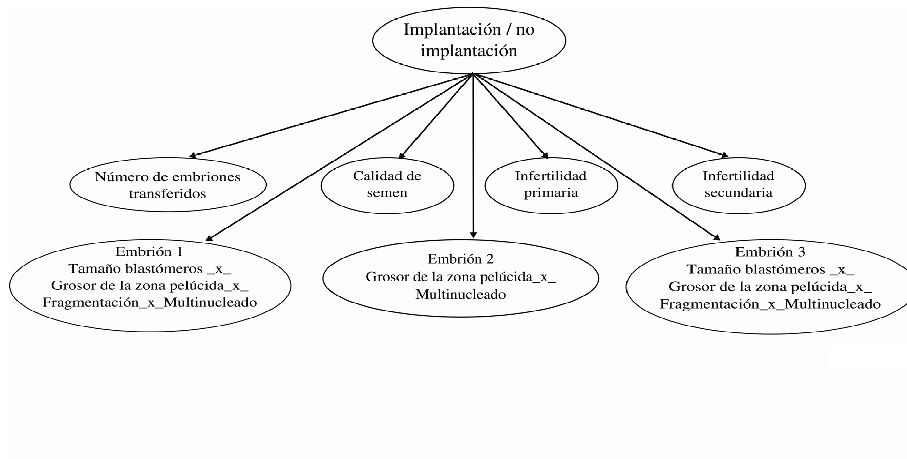 Implantación / no
implantación
Número de embriones
transferidos
Calidad de
semen
Infertilidad
primaria
Infertilidad
secundaria
Embrión 1
Tamaño blastómeros _x_
Grosor de la zona pelúcida_x_
Fragmentación_x_Multinucleado
Embrión 2
Grosor de la zona pelúcida_x_
Multinucleado
Embrión 3
Tamaño blastómeros _x_
Grosor de la zona pelúcida_x_
Fragmentación_x_Multinucleado